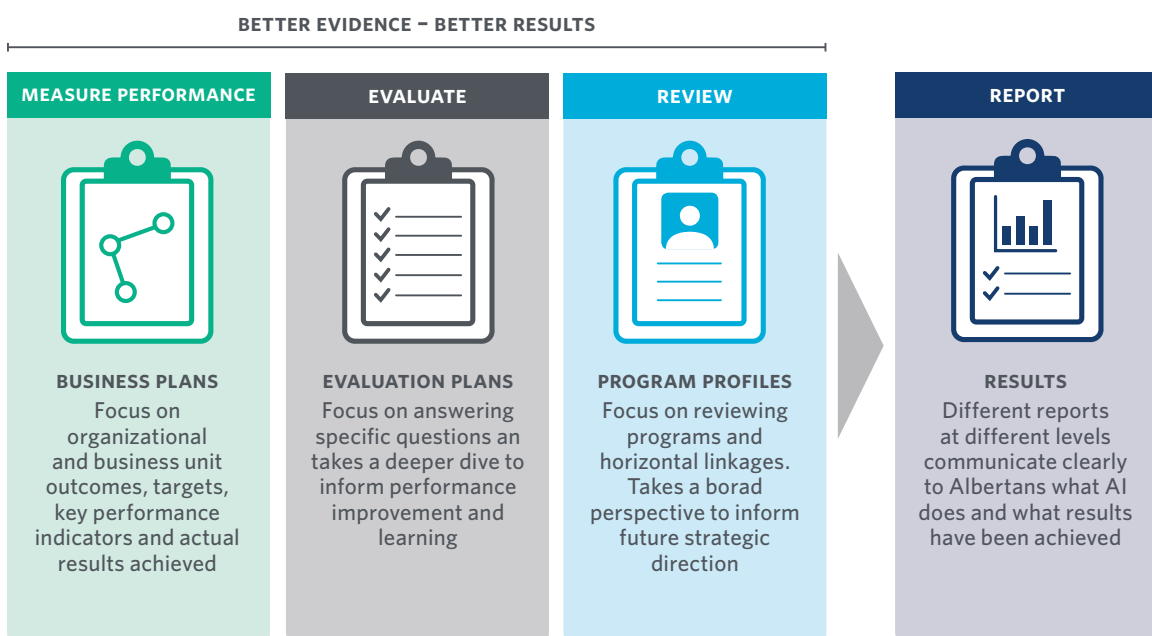 BETTER EVIDENCE – BETTER RESULTS
MEASURE PERFORMANCE
BUSINESS PLANS
Focus on
organizational
and business unit
outcomes, targets,
key performance
indicators and actual
results achieved
EVALUATE
EVALUATION PLANS
Focus on answering
specific questions an
takes a deeper dive to
inform performance
improvement and
learning
REVIEW
PROGRAM PROFILES
Focus on reviewing
programs and
horizontal linkages.
Takes a borad
perspective to inform
future strategic
direction
REPORT
RESULTS
Different reports
at different levels
communicate clearly
to Albertans what AI
does and what results
have been achieved